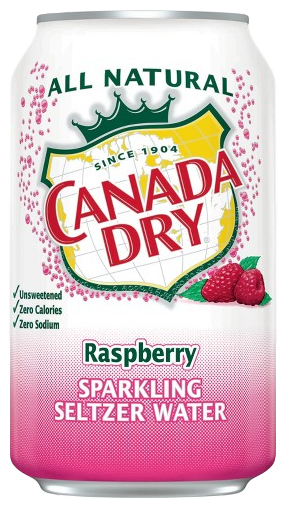 ALL NATURAL
SINCE 1904
CANADA
DRY
✓Unsweetened
✓Zero Calories
✓Zero Sodium
Raspberry
SPARKLING
SELTZER WATER